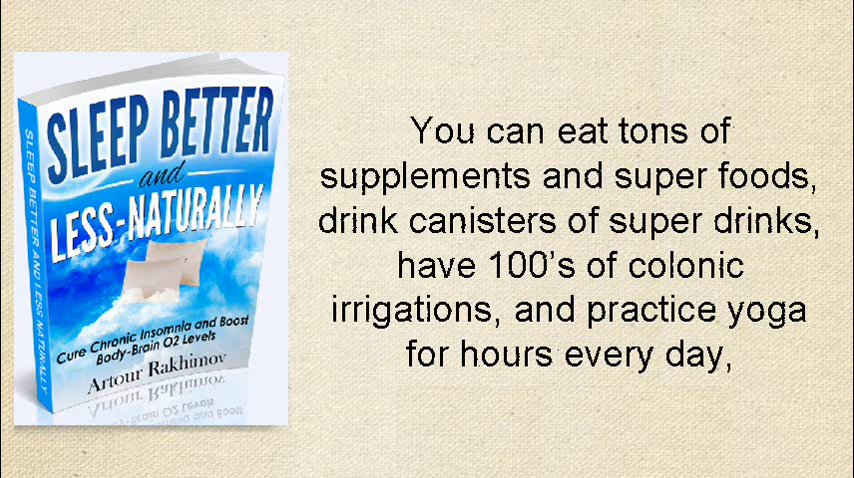 SLEEP BETTER
and
LESS-NATURALLY
Cure Chronic Insomnia and Boost
Body-Brain O2 Levels
Artour Rakhimov
SLEEP BETTER AND LESS NATURALLY
You can eat tons of
supplements and super foods,
drink canisters of super drinks,
have 100’s of colonic
irrigations, and practice yoga
for hours every day,